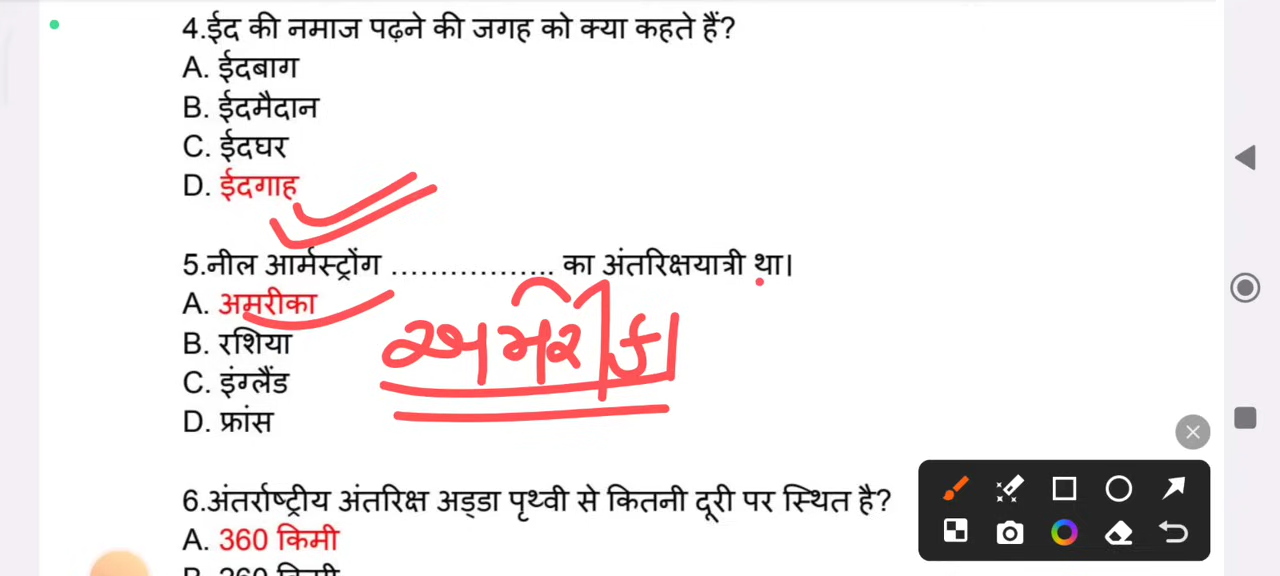 4.ईद की नमाज पढ़ने की जगह को क्या कहते हैं?
A. ईदबाग
B. ईदमैदान
C. ईदघर
D. ईदगाह
5.नील आर्मस्ट्रोंग ................. का अंतरिक्षयात्री था।
A. अमरीका
અમેરીકા
B. रशिया
C. इंग्लैंड
D. फ्रांस
6.अंतर्राष्ट्रीय अंतरिक्ष अड्डा पृथ्वी से कितनी दूरी पर स्थित है?
A. 360 किमी